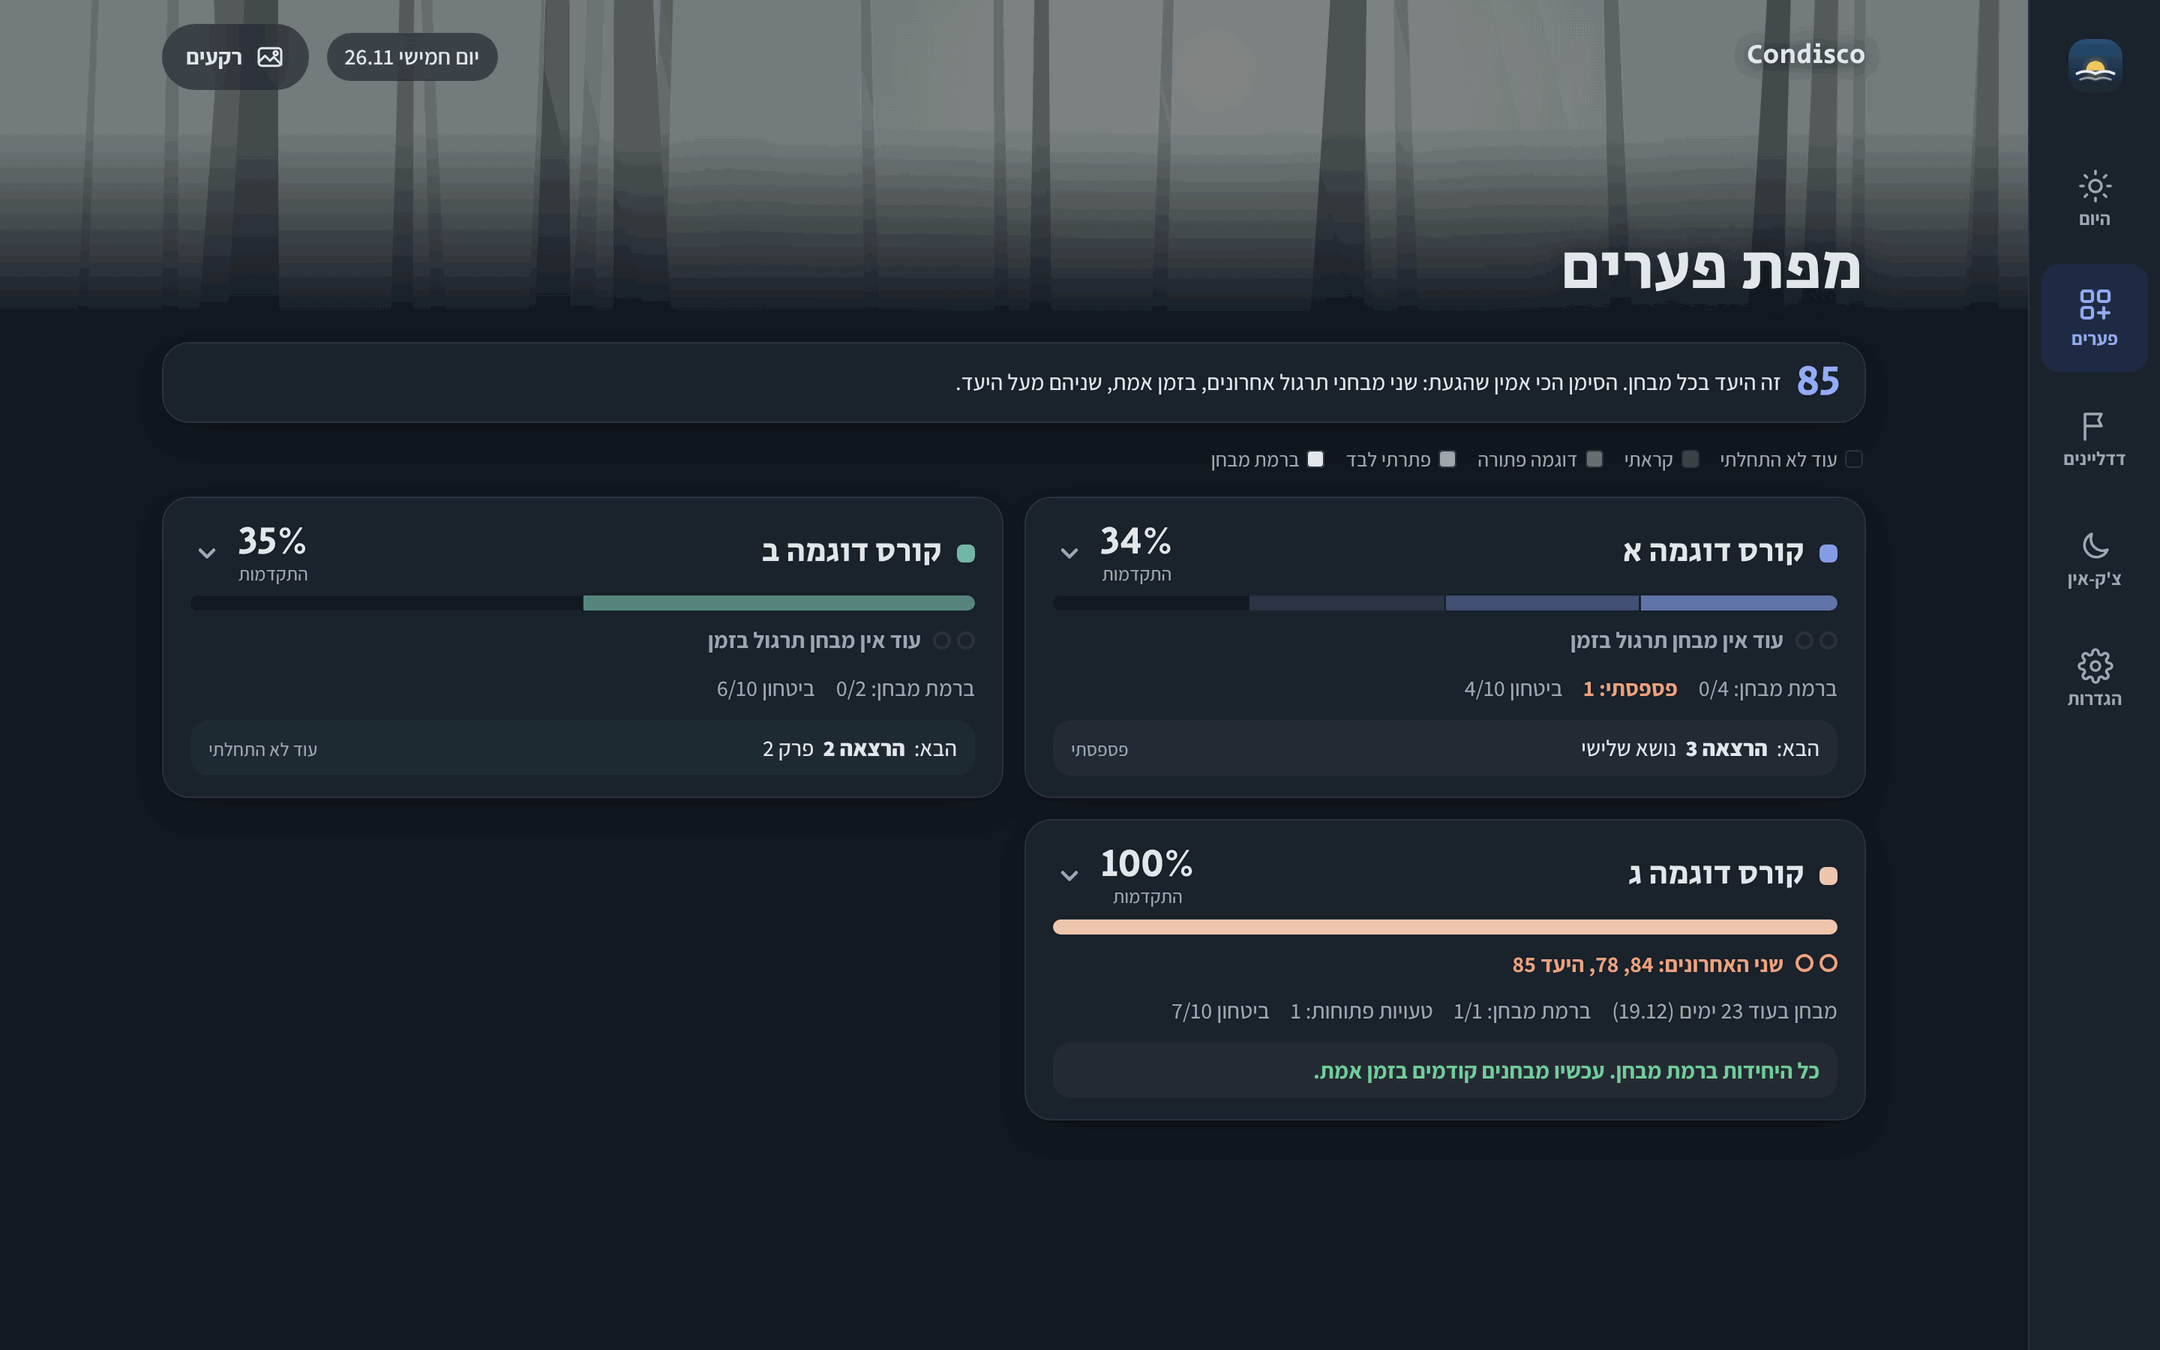 Condisco
יום חמישי 26.11
רקעים
היום
פערים
דדליינים
צ'ק-אין
הגדרות
מפת פערים
85 זה היעד בכל מבחן. הסימן הכי אמין שהגעת: שני מבחני תרגול אחרונים, בזמן אמת, שניהם מעל היעד.
עוד לא התחלתי קראתי דוגמה פתורה פתרתי לבד ברמת מבחן
קורס דוגמה א
34%
התקדמות
עוד אין מבחן תרגול בזמן
ברמת מבחן: 0/4 פספסתי: 1 ביטחון 4/10
הבא: הרצאה 3 נושא שלישי פספסתי
קורס דוגמה ב
35%
התקדמות
עוד אין מבחן תרגול בזמן
ברמת מבחן: 0/2 ביטחון 6/10
הבא: הרצאה 2 פרק 2 עוד לא התחלתי
קורס דוגמה ג
100%
התקדמות
שני האחרונים: 84, 78, היעד 85
מבחן בעוד 23 ימים (19.12) ברמת מבחן: 1/1 טעויות פתוחות: 1 ביטחון 7/10
כל היחידות ברמת מבחן. עכשיו מבחנים קודמים בזמן אמת.